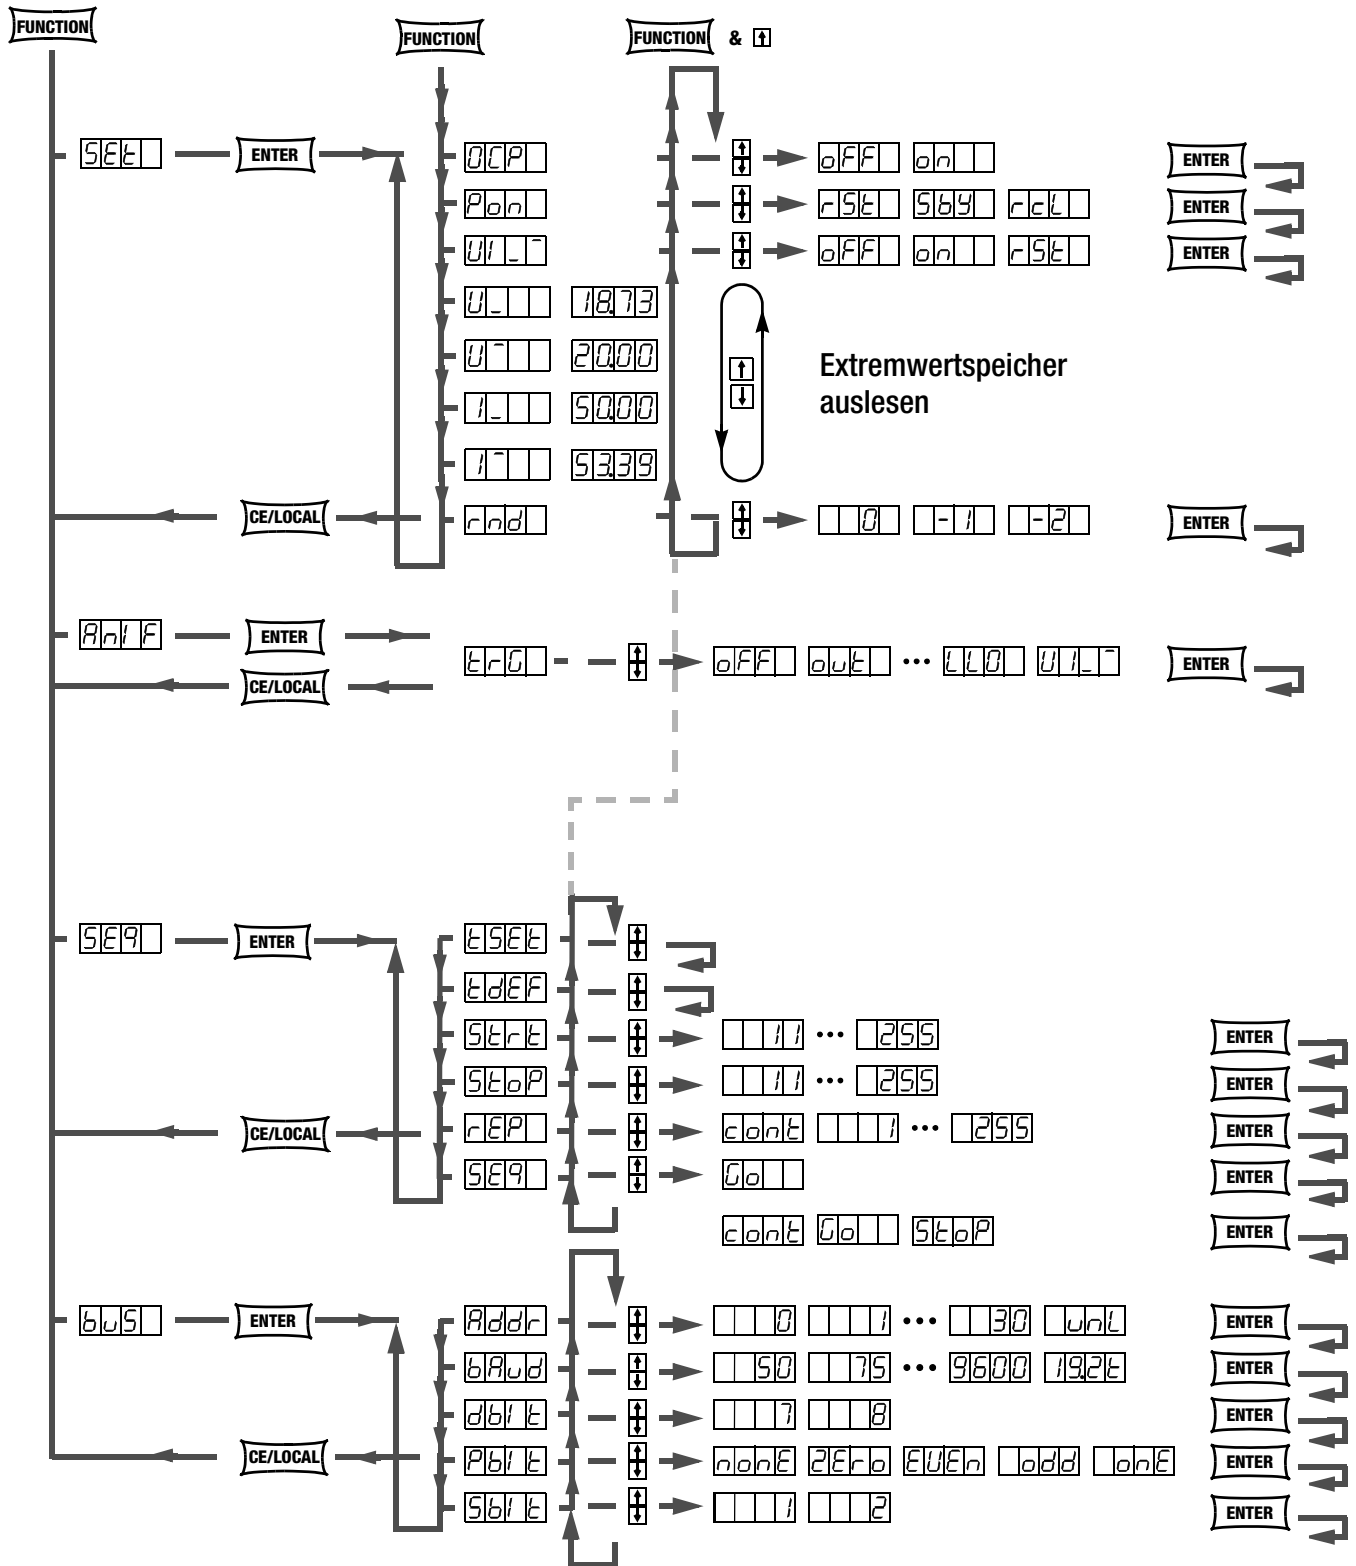 FUNCTION FUNCTION FUNCTION & ↑
SEt ENTER OCP oFF on ENTER
Pon rSt Sby rcL ENTER
UI_¯ oFF on rSt ENTER
U_ 18.73
U¯ 20.00
I_ 50.00
I¯ 53.39
Extremwertspeicher
auslesen
CE/LOCAL rnd 0 -1 -2 ENTER
AnIF ENTER trG oFF out ••• LLO UI_¯ ENTER
CE/LOCAL
SEq ENTER tSEt
tdEF
Strt 11 ••• 255 ENTER
StoP 11 ••• 255 ENTER
CE/LOCAL rEP cont 1 ••• 255 ENTER
SEq Go ENTER
cont Go StoP ENTER
buS ENTER Addr 0 1 ••• 30 unL ENTER
bAud 50 75 ••• 9600 19.2t ENTER
dbIt 7 8 ENTER
CE/LOCAL PbIt nonE 2Ero EUEn odd onE ENTER
SbIt 1 2 ENTER